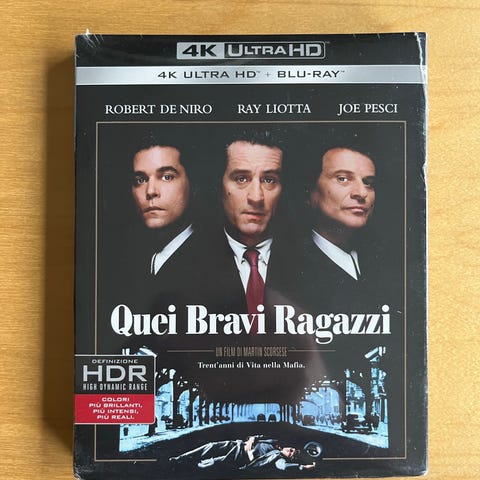 4K ULTRA HD
4K ULTRA HD™ + BLU-RAY™
ROBERT DE NIRO RAY LIOTTA JOE PESCI
Quei Bravi Ragazzi
UN FILM DI MARTIN SCORSESE
Trent'anni di Vita nella Mafia.
DEFINIZIONE
HDR
HIGH DYNAMIC RANGE
COLORI
PIÙ BRILLANTI,
PIÙ INTENSI,
PIÙ REALI.